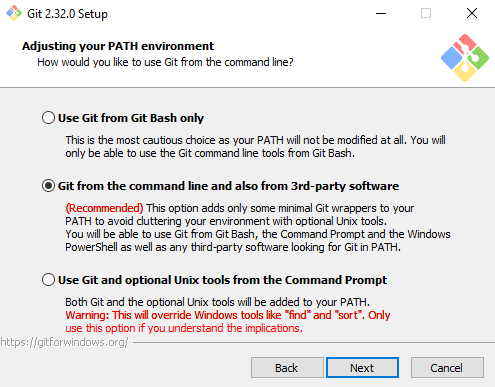 Git 2.32.0 Setup
Adjusting your PATH environment
How would you like to use Git from the command line?
Use Git from Git Bash only
This is the most cautious choice as your PATH will not be modified at all. You will
only be able to use the Git command line tools from Git Bash.
Git from the command line and also from 3rd-party software
(Recommended) This option adds only some minimal Git wrappers to your
PATH to avoid cluttering your environment with optional Unix tools.
You will be able to use Git from Git Bash, the Command Prompt and the Windows
PowerShell as well as any third-party software looking for Git in PATH.
Use Git and optional Unix tools from the Command Prompt
Both Git and the optional Unix tools will be added to your PATH.
Warning: This will override Windows tools like "find" and "sort". Only
use this option if you understand the implications.
https://gitforwindows.org/
Back
Next
Cancel